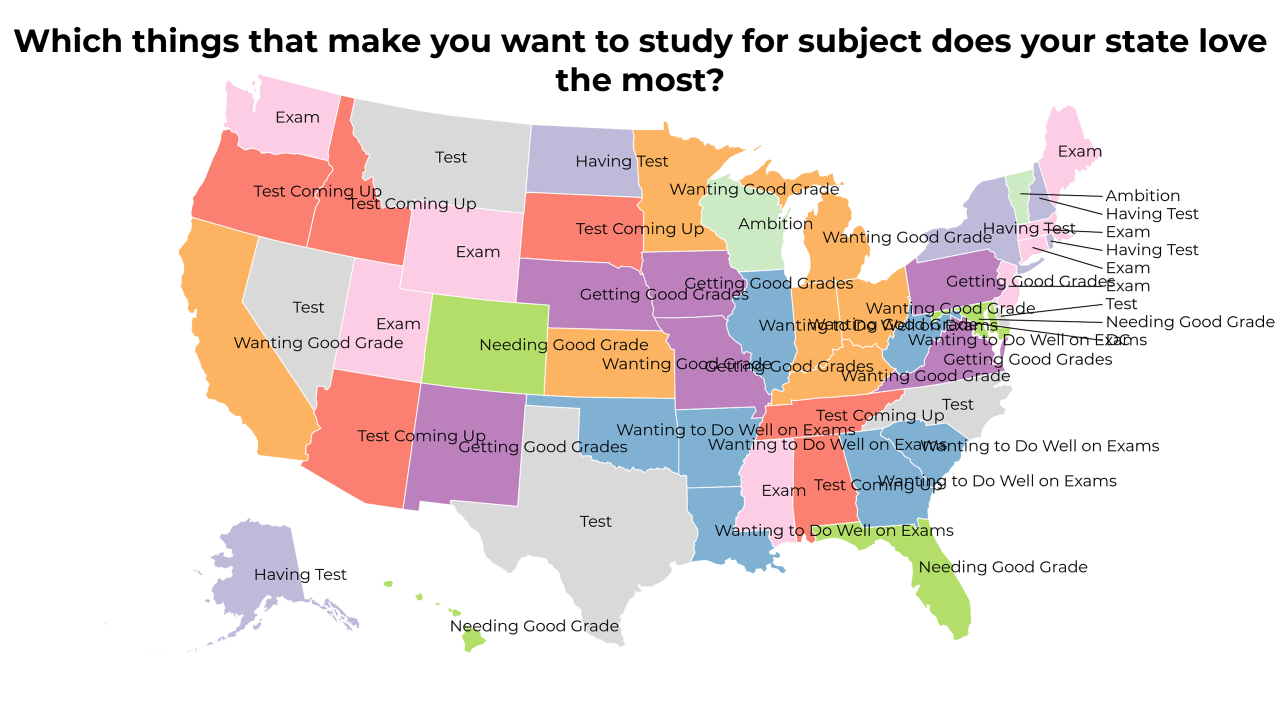 Which things that make you want to study for subject does your state love
the most?
Exam
Test
Having Test
Exam
Test Coming Up
Test Coming Up
Wanting Good Grade
Ambition
Having Test
Ambition
Test Coming Up
Having Test
Exam
Wanting Good Grade
Having Test
Exam
Exam
Getting Good Grades
Getting Good Grades
Exam
Getting Good Grades
Test
Test
Wanting Good Grade
Needing Good Grade
Exam
Wanting to Do Well on Exams
Wanting Good Grade
Wanting to Do Well on Exams
DC
Wanting Good Grade
Needing Good Grade
Getting Good Grades
Wanting Good Grade
Getting Good Grades
Wanting Good Grade
Test
Test Coming Up
Wanting to Do Well on Exams
Test Coming Up
Getting Good Grades
Wanting to Do Well on Exams
Wanting to Do Well on Exams
Exam
Test Coming Up
Wanting to Do Well on Exams
Test
Wanting to Do Well on Exams
Needing Good Grade
Having Test
Needing Good Grade